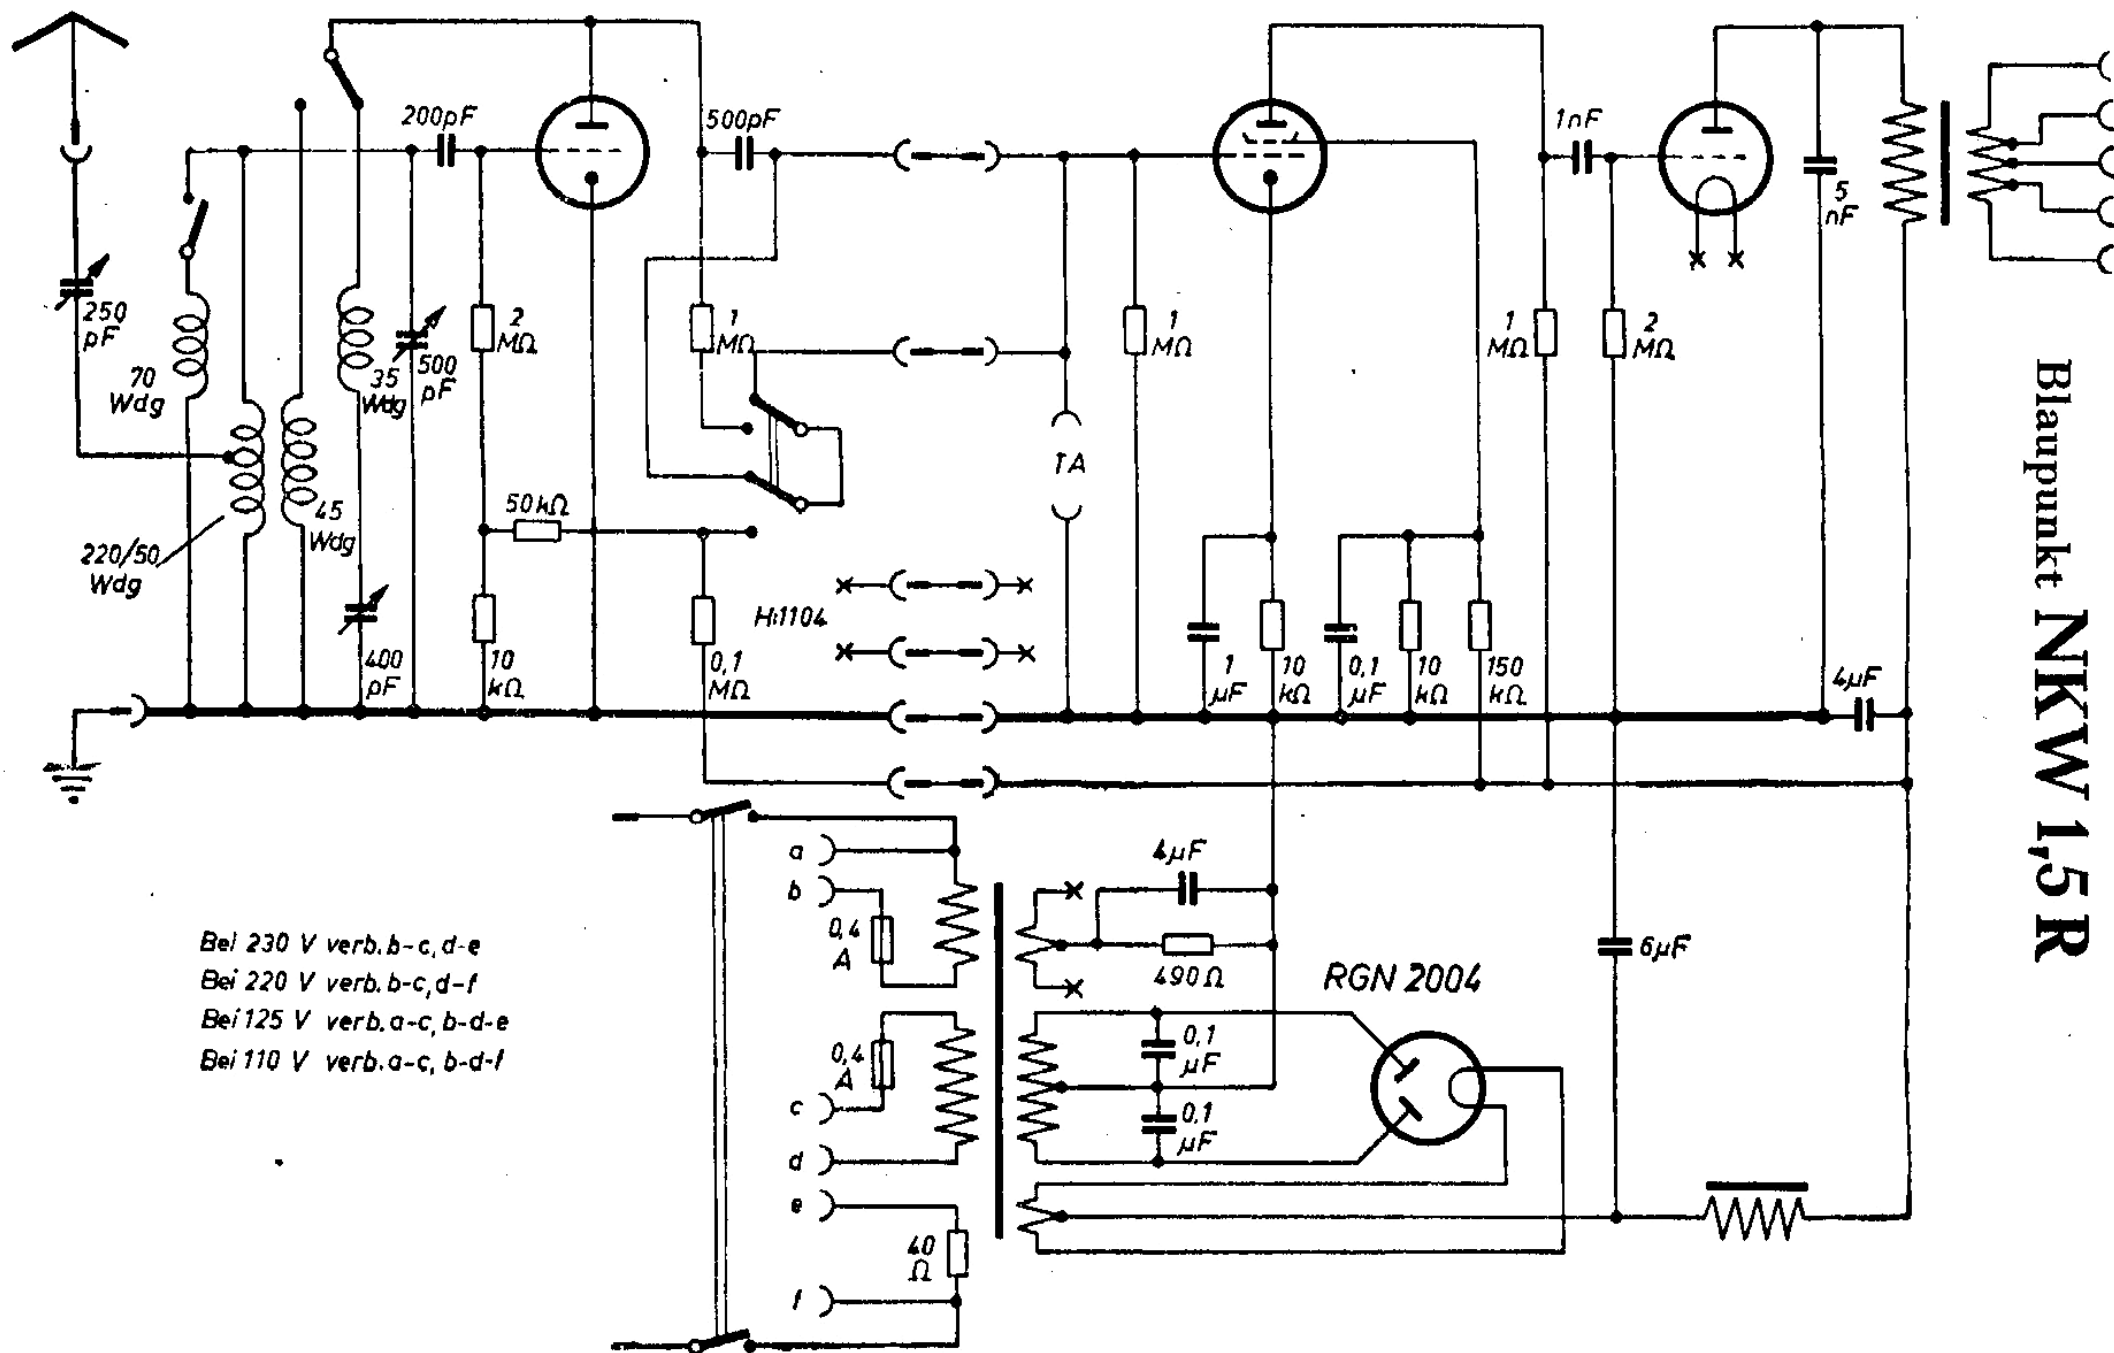 200pF
500pF
1nF
5
nF
250
pF
70
Wdg
35
Wdg
500
pF
2
MΩ
1
MΩ
1
MΩ
1
MΩ
2
MΩ
TA
220/50
Wdg
45
Wdg
50kΩ
400
pF
10
kΩ
0,1
MΩ
Hi1104
1
µF
10
kΩ
0,1
µF
10
kΩ
150
kΩ
4µF
Blaupunkt NKW 1,5 R
a
b
0,4
A
0,4
A
c
d
e
40
Ω
f
4µF
490Ω
0,1
µF
0,1
µF
RGN 2004
6µF
Bei 230 V verb. b-c, d-e
Bei 220 V verb. b-c, d-f
Bei 125 V verb. a-c, b-d-e
Bei 110 V verb. a-c, b-d-f